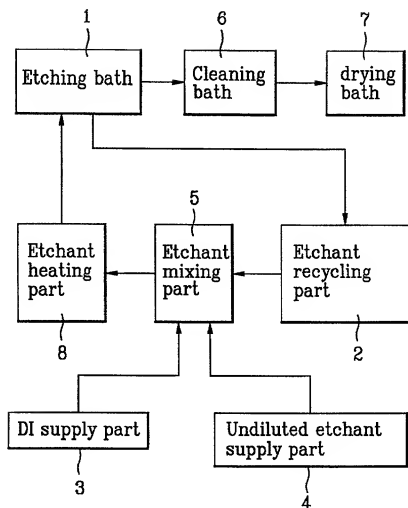 1
6
7
Etching bath
Cleaning
bath
drying
bath
5
Etchant
heating
part
Etchant
mixing
part
Etchant
recycling
part
8
2
DI supply part
Undiluted etchant
supply part
3
4